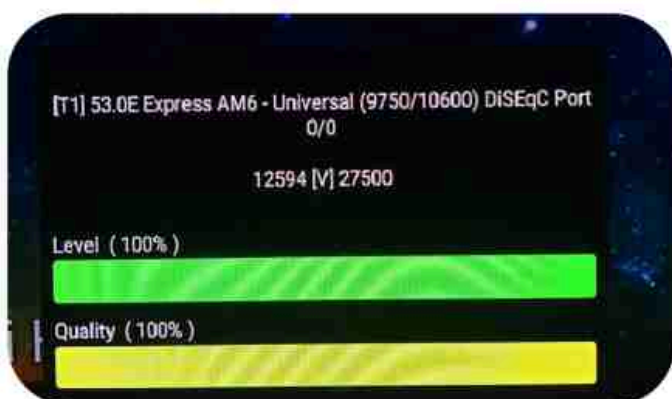 [T1] 53.0E Express AM6 - Universal (9750/10600) DiSEqC Port
0/0
12594 [V] 27500
Level ( 100% )
Quality ( 100% )